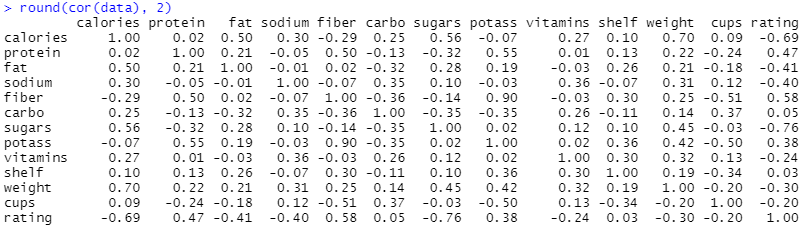 > round(cor(data), 2)
calories protein fat sodium fiber carbo sugars potass vitamins shelf weight cups rating
calories 1.00 0.02 0.50 0.30 -0.29 0.25 0.56 -0.07 0.27 0.10 0.70 0.09 -0.69
protein 0.02 1.00 0.21 -0.05 0.50 -0.13 -0.32 0.55 0.01 0.13 0.22 -0.24 0.47
fat 0.50 0.21 1.00 -0.01 0.02 -0.32 0.28 0.19 -0.03 0.26 0.21 -0.18 -0.41
sodium 0.30 -0.05 -0.01 1.00 -0.07 0.35 0.10 -0.03 0.36 -0.07 0.31 0.12 -0.40
fiber -0.29 0.50 0.02 -0.07 1.00 -0.36 -0.14 0.90 -0.03 0.30 0.25 -0.51 0.58
carbo 0.25 -0.13 -0.32 0.35 -0.36 1.00 -0.35 -0.35 0.26 -0.11 0.14 0.37 0.05
sugars 0.56 -0.32 0.28 0.10 -0.14 -0.35 1.00 0.02 0.12 0.10 0.45 -0.03 -0.76
potass -0.07 0.55 0.19 -0.03 0.90 -0.35 0.02 1.00 0.02 0.36 0.42 -0.50 0.38
vitamins 0.27 0.01 -0.03 0.36 -0.03 0.26 0.12 0.02 1.00 0.30 0.32 0.13 -0.24
shelf 0.10 0.13 0.26 -0.07 0.30 -0.11 0.10 0.36 0.30 1.00 0.19 -0.34 0.03
weight 0.70 0.22 0.21 0.31 0.25 0.14 0.45 0.42 0.32 0.19 1.00 -0.20 -0.30
cups 0.09 -0.24 -0.18 0.12 -0.51 0.37 -0.03 -0.50 0.13 -0.34 -0.20 1.00 -0.20
rating -0.69 0.47 -0.41 -0.40 0.58 0.05 -0.76 0.38 -0.24 0.03 -0.30 -0.20 1.00